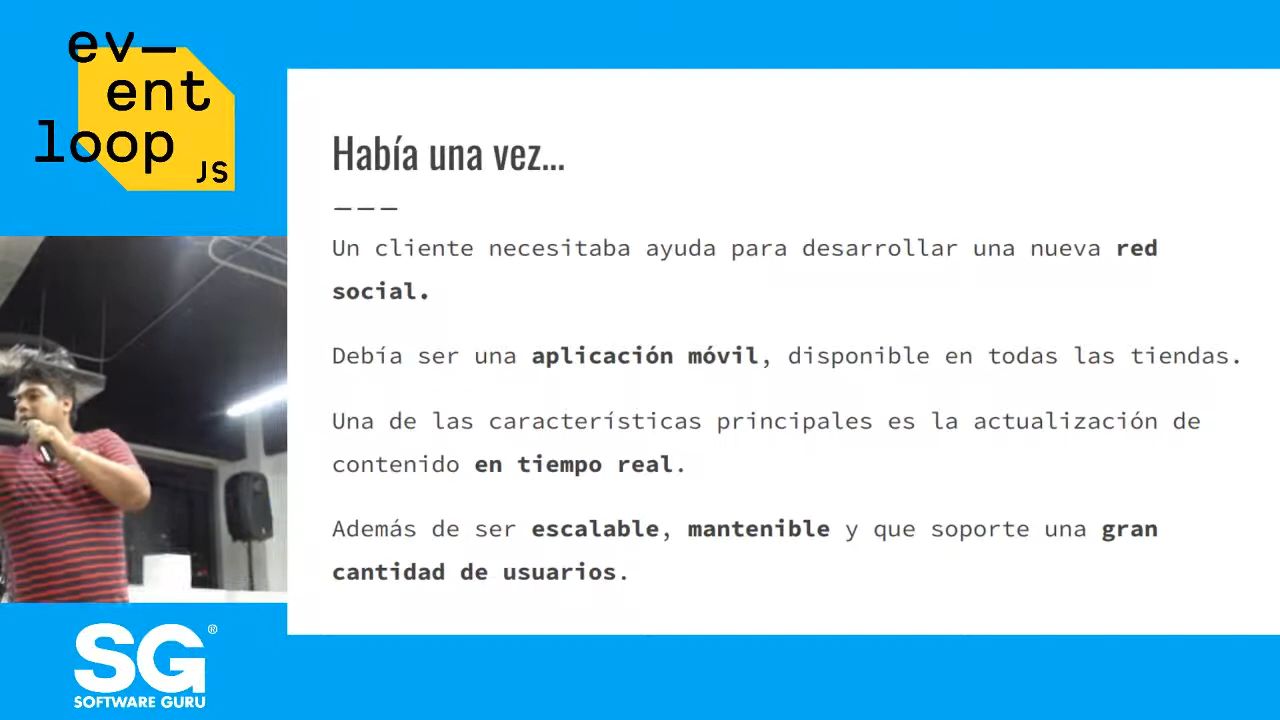 ev—
ent
loop
JS
Había una vez...
Un cliente necesitaba ayuda para desarrollar una nueva red
social.
Debía ser una aplicación móvil, disponible en todas las tiendas.
Una de las características principales es la actualización de
contenido en tiempo real.
Además de ser escalable, mantenible y que soporte una gran
cantidad de usuarios.
SG®
SOFTWARE GURU